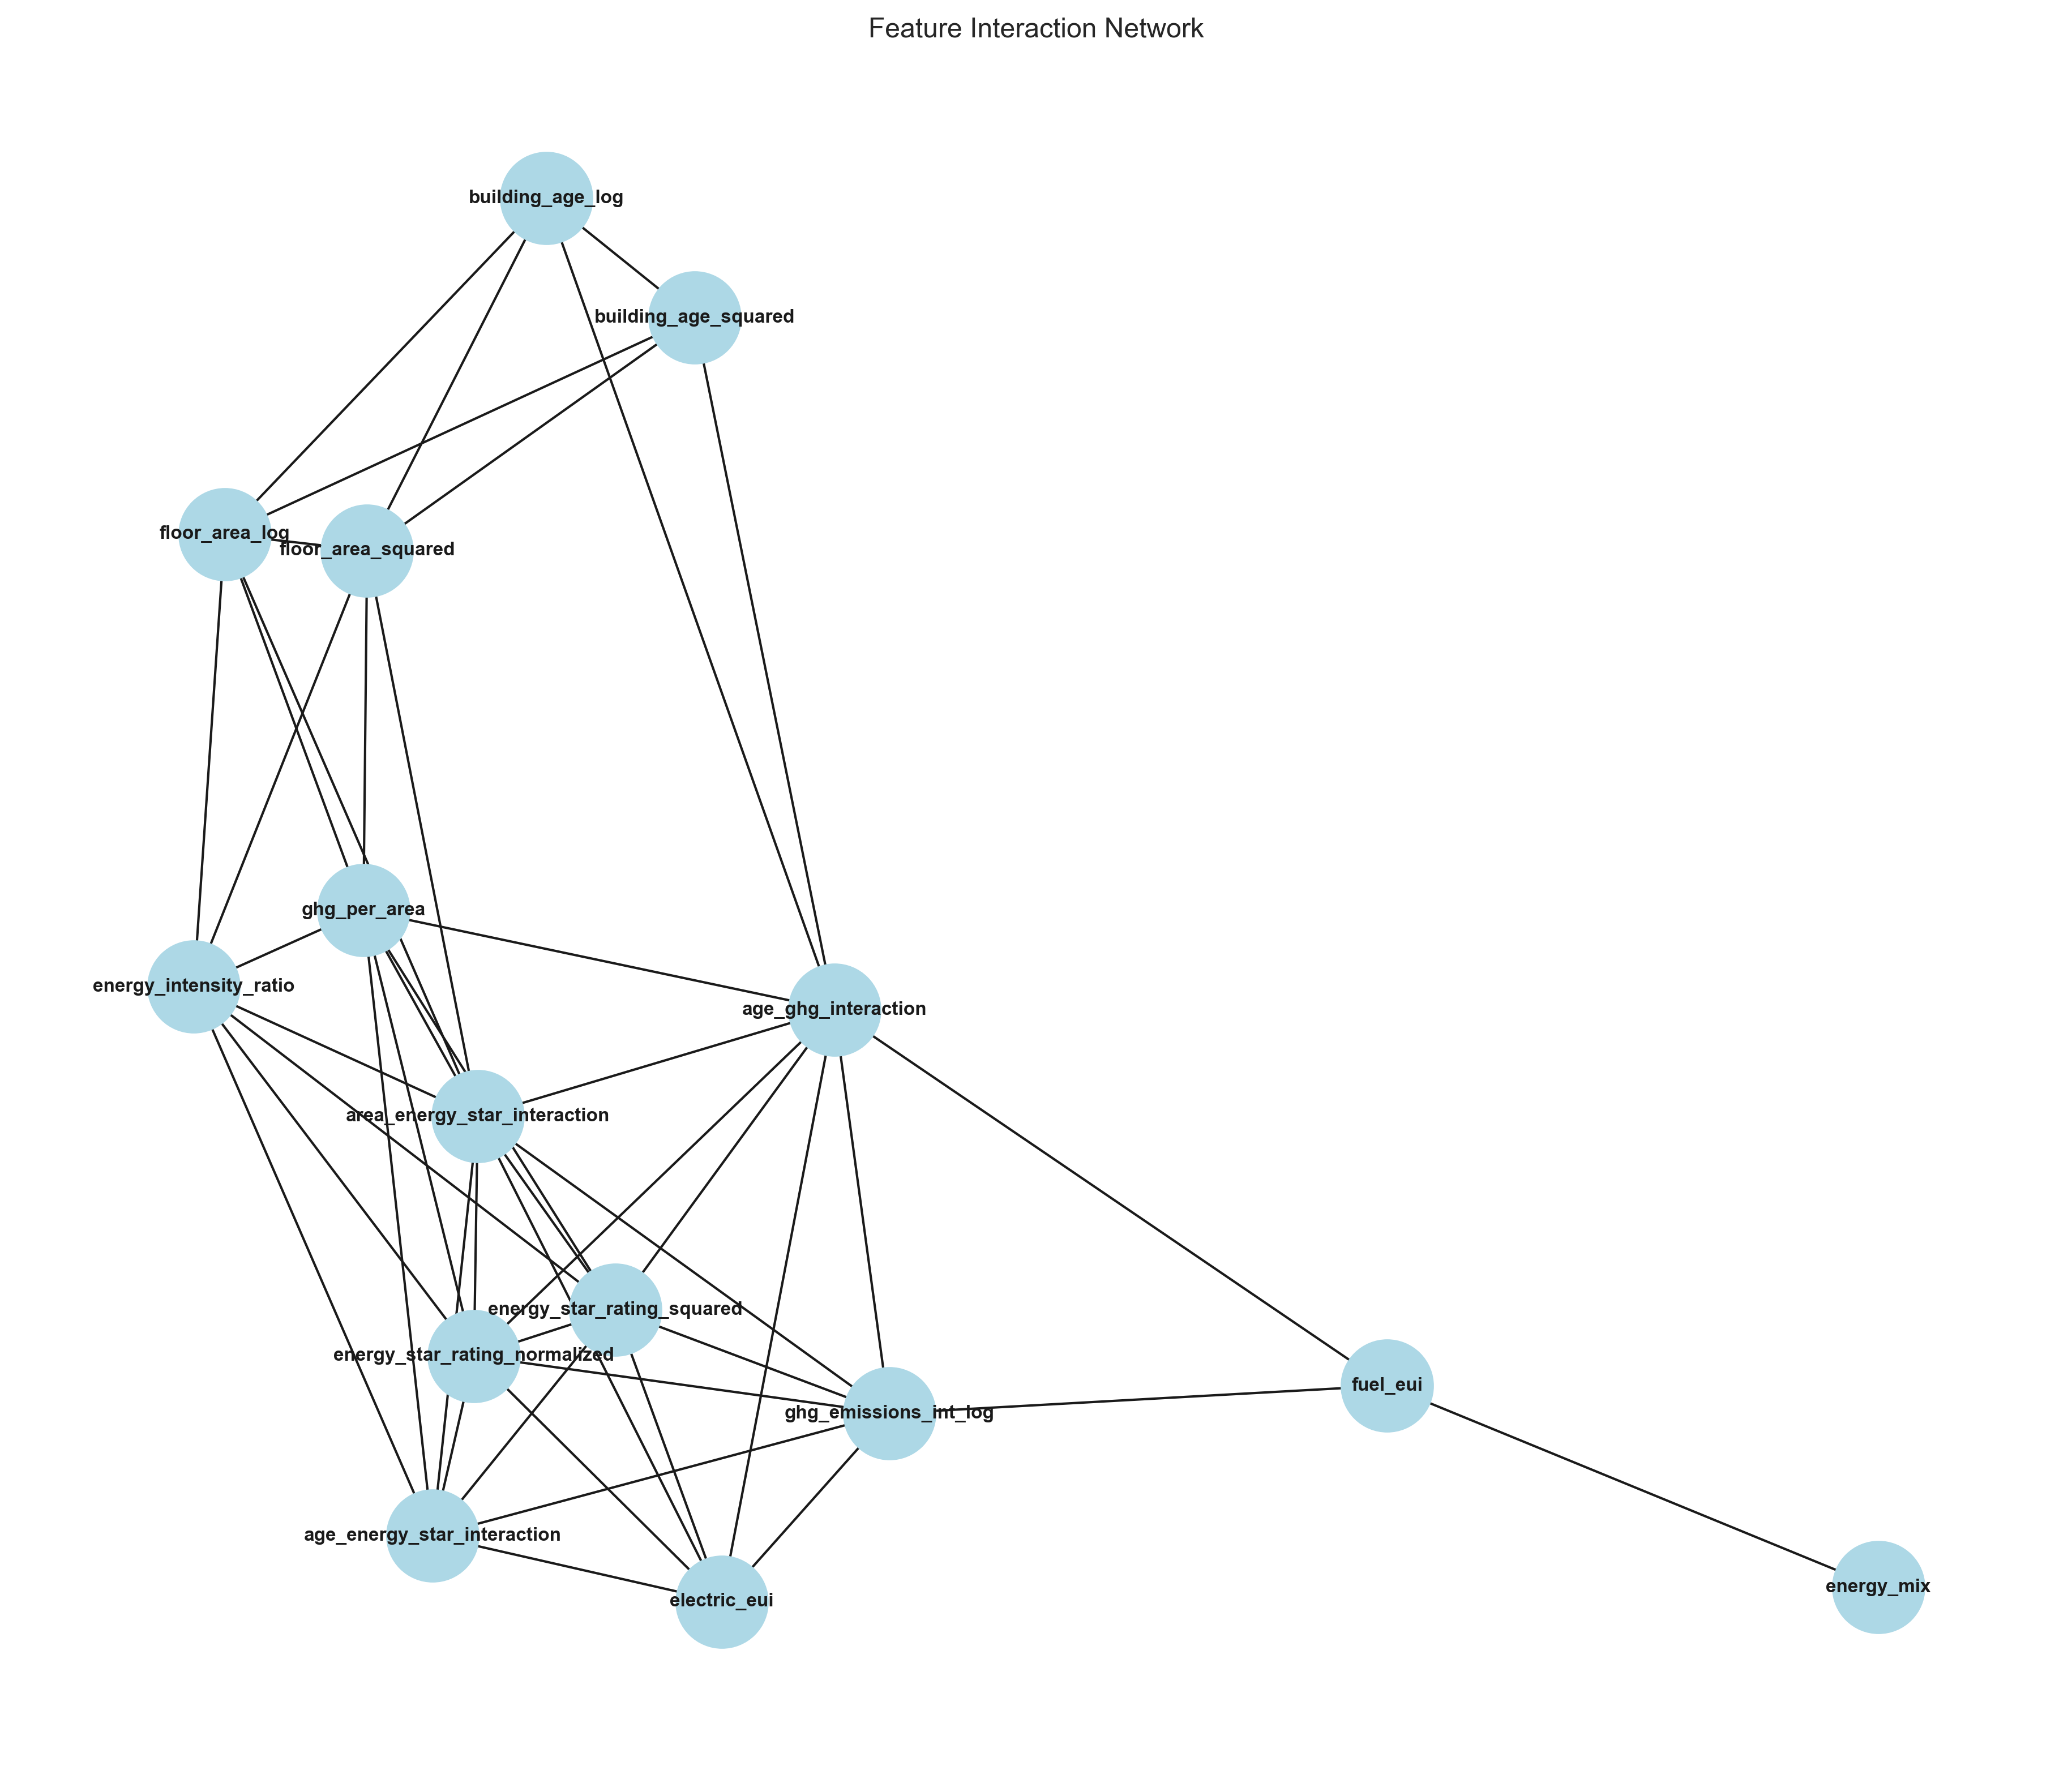 Feature Interaction Network
building_age_log
building_age_squared
floor_area_log
floor_area_squared
ghg_per_area
energy_intensity_ratio
age_ghg_interaction
area_energy_star_interaction
energy_star_rating_squared
energy_star_rating_normalized
fuel_eui
ghg_emissions_int_log
age_energy_star_interaction
energy_mix
electric_eui